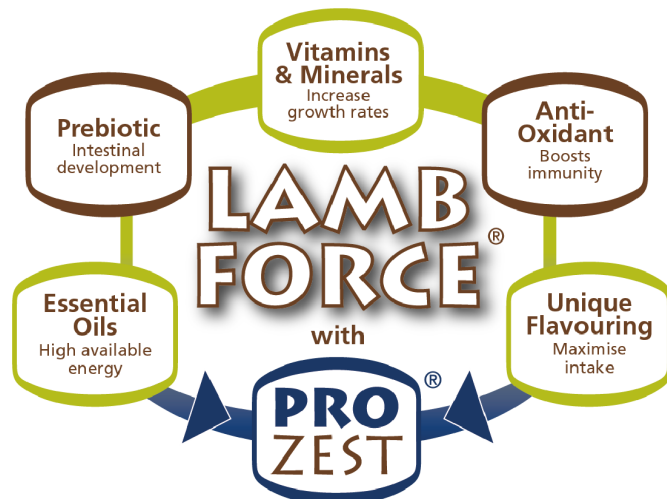 Vitamins
& Minerals
Increase
growth rates
Prebiotic
Intestinal
development
Anti-
Oxidant
Boosts
immunity
LAMB
FORCE®
Essential
Oils
High available
energy
with
Unique
Flavouring
Maximise
intake
PRO®
ZEST